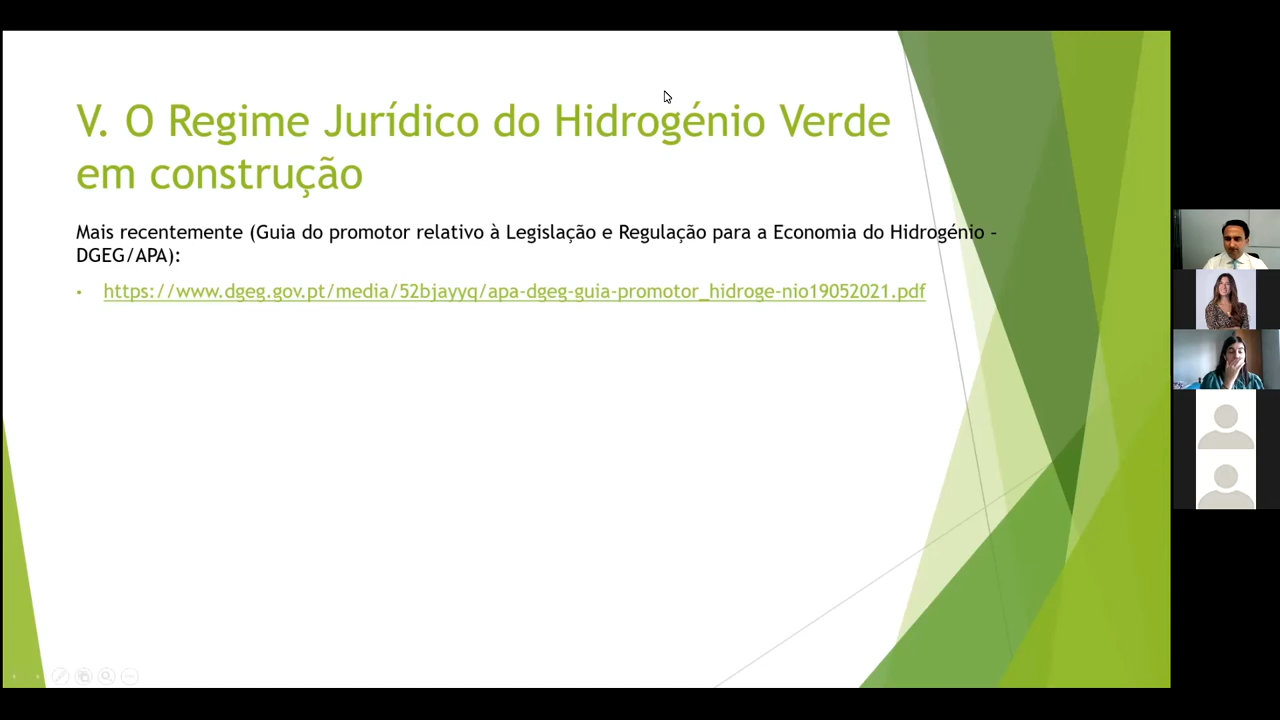 V. O Regime Jurídico do Hidrogénio Verde
em construção
Mais recentemente (Guia do promotor relativo à Legislação e Regulação para a Economia do Hidrogénio –
DGEG/APA):
• https://www.dgeg.gov.pt/media/52bjayyq/apa-dgeg-guia-promotor_hidroge-nio19052021.pdf